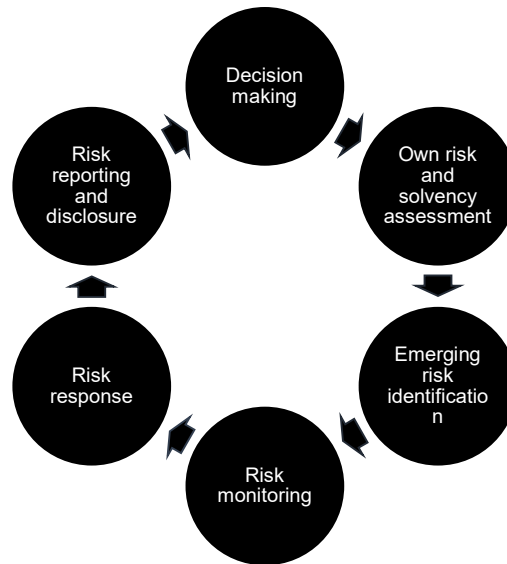 Decision
making
Own risk
and
solvency
assessment
Emerging
risk
identificatio
n
Risk
monitoring
Risk
response
Risk
reporting
and
disclosure